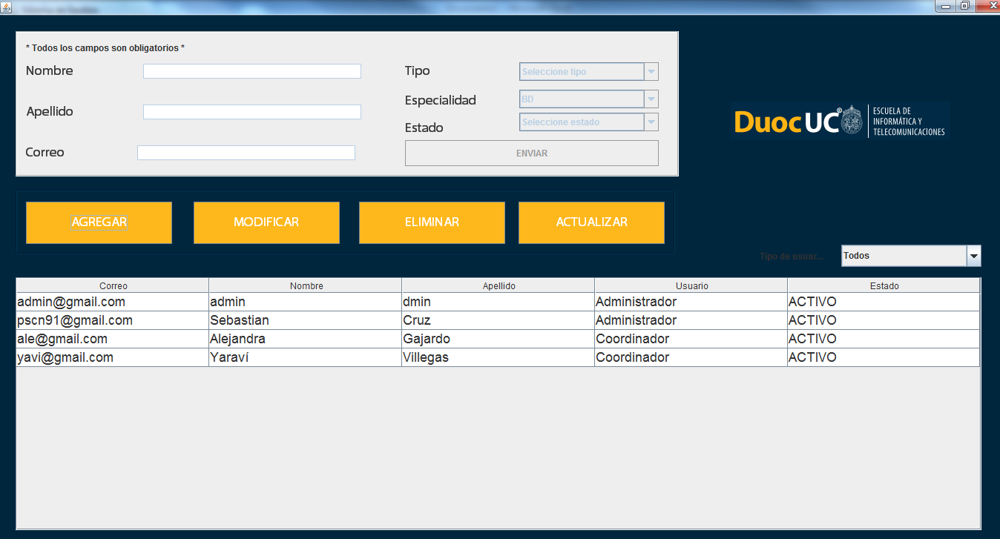 * Todos los campos son obligatorios *
Nombre
Apellido
Correo
Tipo
Seleccione tipo
Especialidad
BD
Estado
Seleccione estado
ENVIAR
DuocUC®
ESCUELA DE
INFORMÁTICA Y
TELECOMUNICACIONES
AGREGAR MODIFICAR ELIMINAR ACTUALIZAR
Tipo de usuar... Todos
Correo Nombre Apellido Usuario Estado
admin@gmail.com admin dmin Administrador ACTIVO
pscn91@gmail.com Sebastian Cruz Administrador ACTIVO
ale@gmail.com Alejandra Gajardo Coordinador ACTIVO
yavi@gmail.com Yaraví Villegas Coordinador ACTIVO